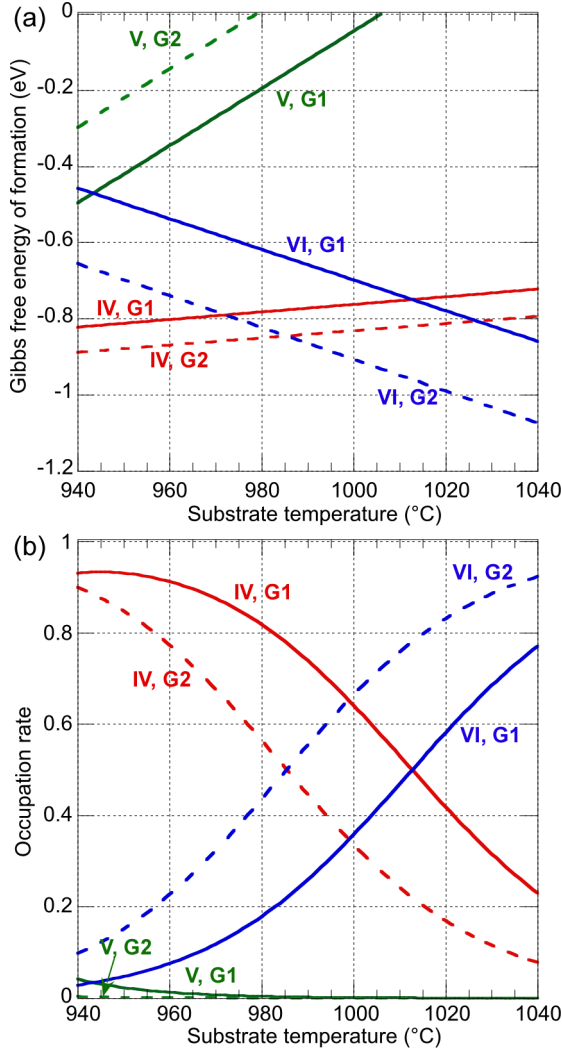 (a)
0
V, G2
-0.2
V, G1
-0.4
-0.6
VI, G1
-0.8
IV, G1
IV, G2
-1
VI, G2
-1.2
940 960 980 1000 1020 1040
Substrate temperature (°C)
Gibbs free energy of formation (eV)
(b)
1
VI, G2
IV, G1
0.8
IV, G2
VI, G1
0.6
0.4
0.2
V, G2
V, G1
0
940 960 980 1000 1020 1040
Substrate temperature (°C)
Occupation rate